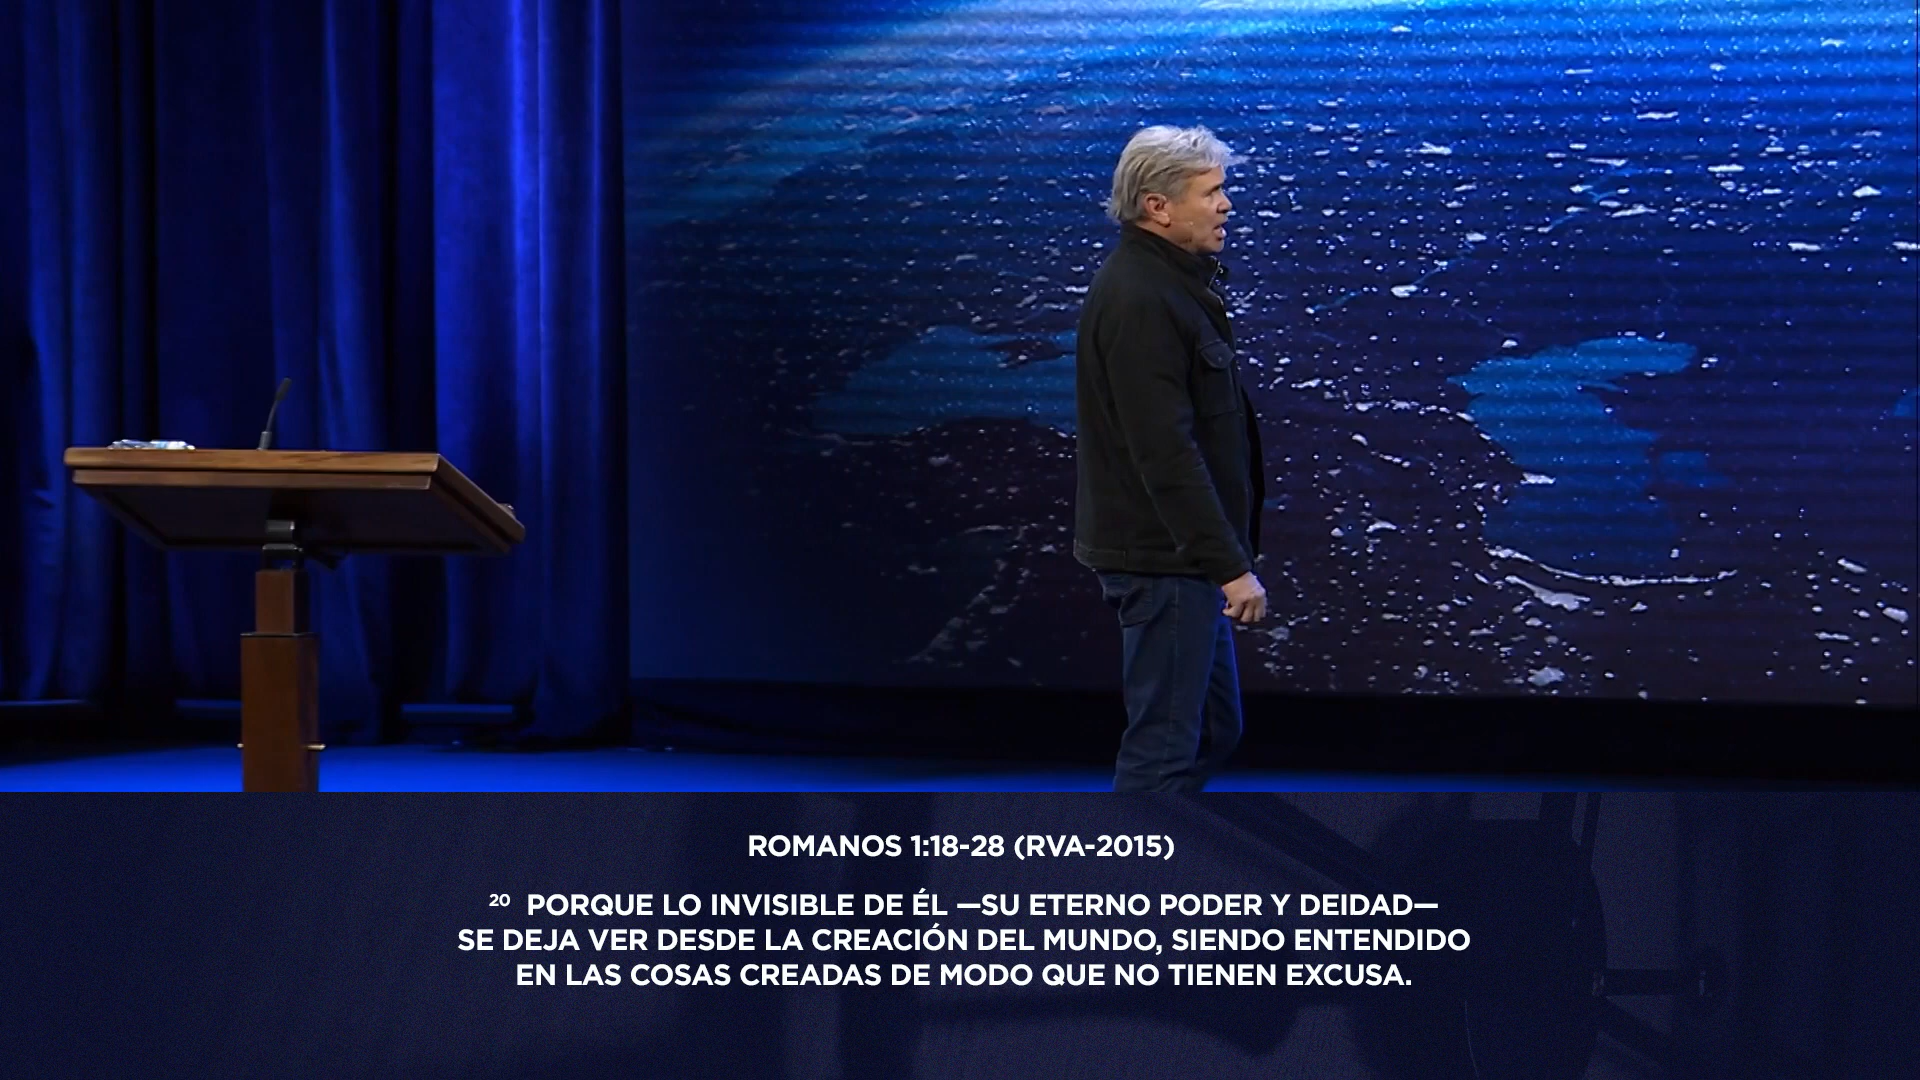 ROMANOS 1:18-28 (RVA-2015)
20 PORQUE LO INVISIBLE DE ÉL —SU ETERNO PODER Y DEIDAD—
SE DEJA VER DESDE LA CREACIÓN DEL MUNDO, SIENDO ENTENDIDO
EN LAS COSAS CREADAS DE MODO QUE NO TIENEN EXCUSA.